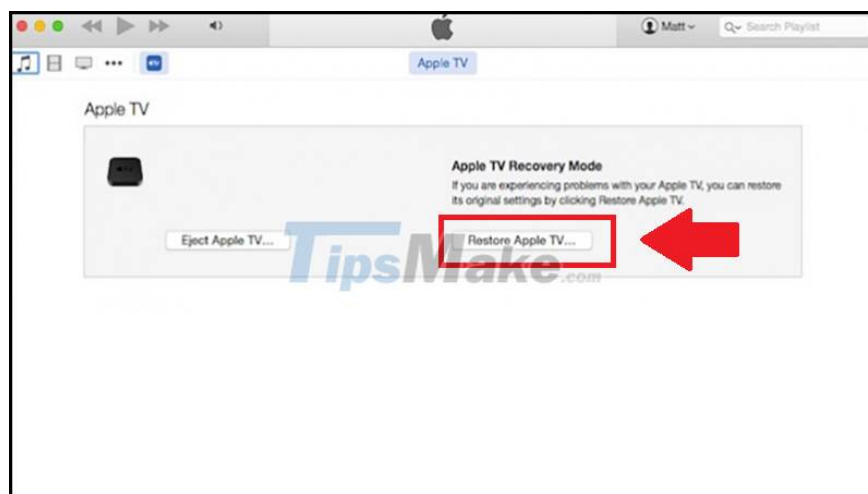 Matt
Search Playlist
Apple TV
Apple TV
Apple TV Recovery Mode
If you are experiencing problems with your Apple TV, you can restore
its original settings by clicking Restore Apple TV.
Eject Apple TV...
Restore Apple TV...
TipsMake.com